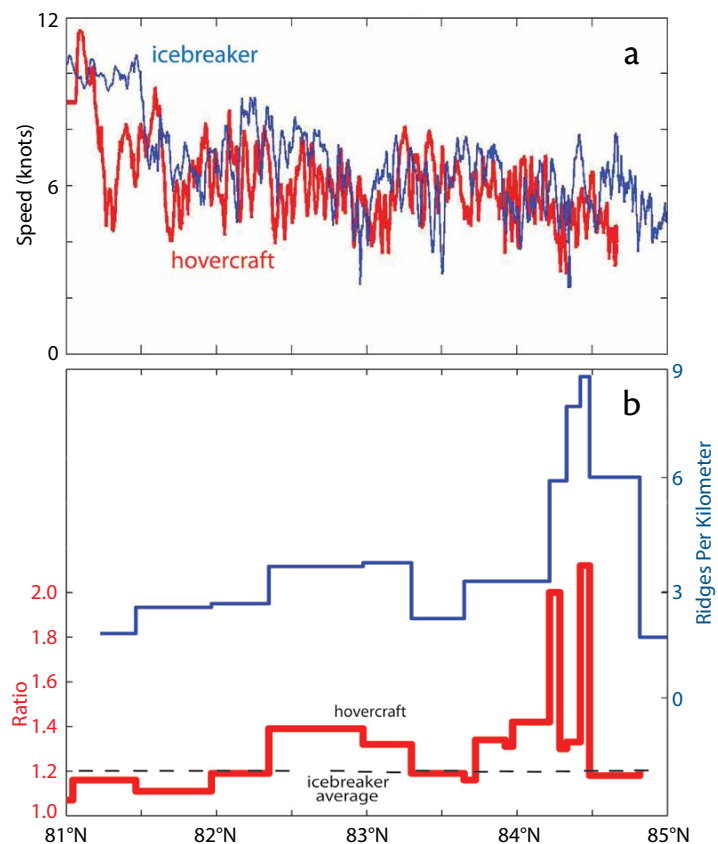 12
a
icebreaker
Speed (knots)
6
hovercraft
0
9
b
6
Ridges Per Kilometer
3
2.0
1.8
1.6
0
Ratio
hovercraft
1.4
1.2
icebreaker
average
1.0
81°N
82°N
83°N
84°N
85°N